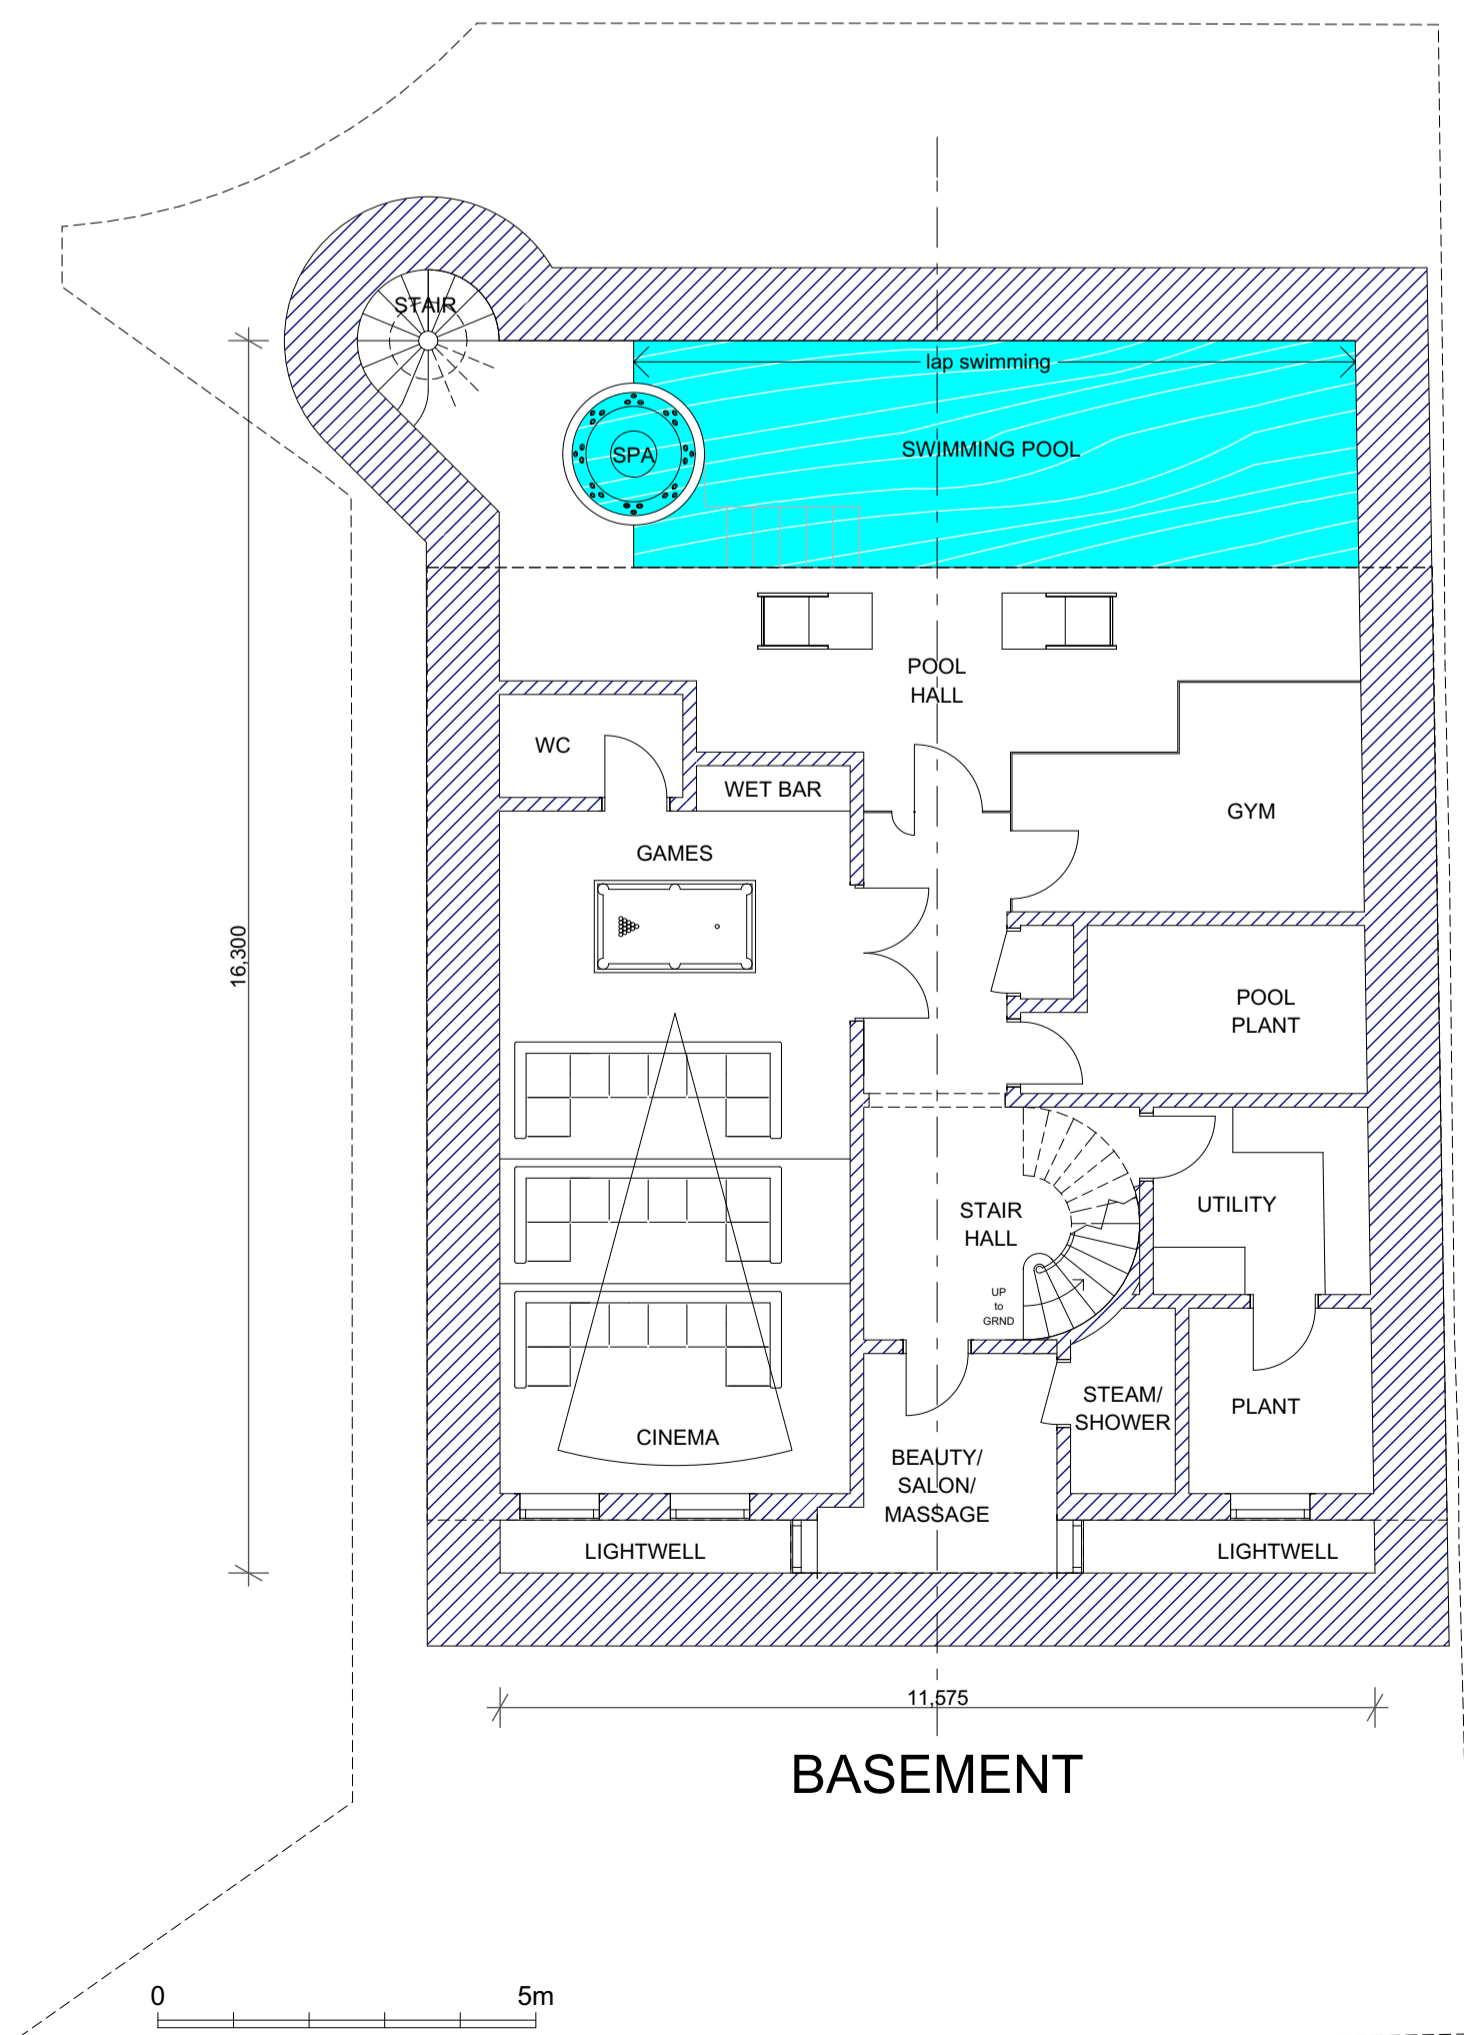 STAIR
lap swimming
SWIMMING POOL
SPA
POOL
HALL
WC
WET BAR
GYM
GAMES
16,300
POOL
PLANT
STAIR
HALL
UTILITY
UP
to
GRND
STEAM/
SHOWER
PLANT
CINEMA
BEAUTY/
SALON/
MASSAGE
LIGHTWELL
LIGHTWELL
11,575
BASEMENT
0
5m